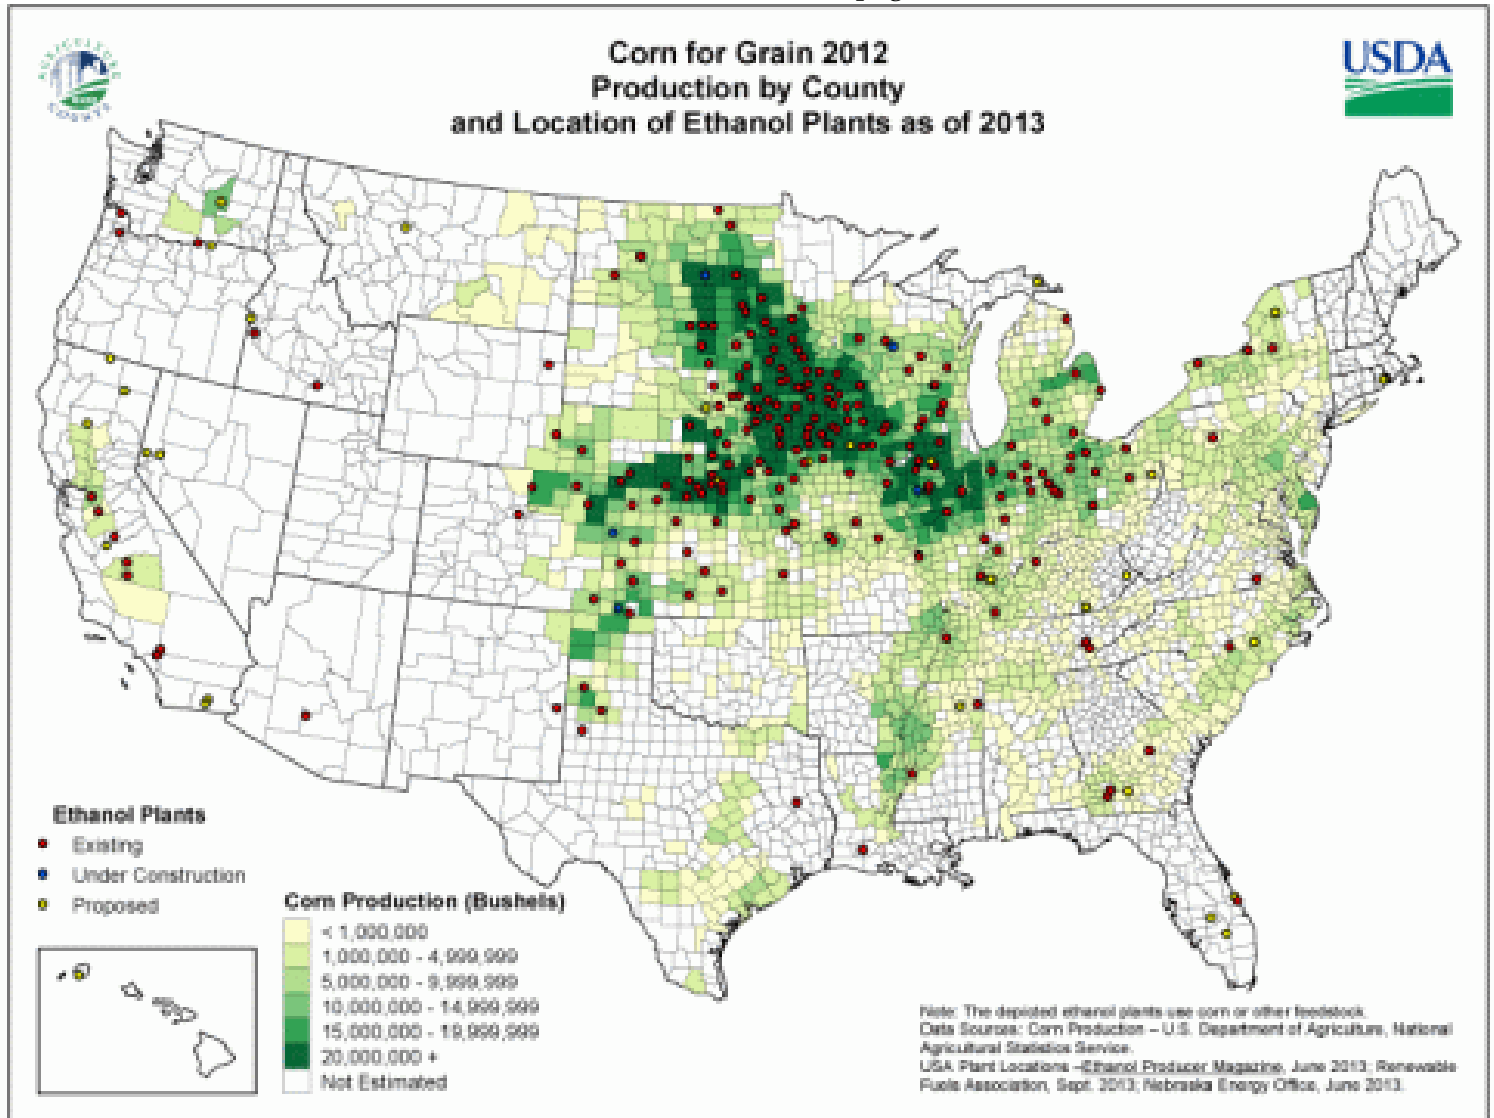 Corn for Grain 2012
Production by County
and Location of Ethanol Plants as of 2013
AGRICULTURE
COUNTS
USDA
Ethanol Plants
Existing
Under Construction
Proposed
Corn Production (Bushels)
< 1,000,000
1,000,000 - 4,999,999
5,000,000 - 9,999,999
10,000,000 - 14,999,999
15,000,000 - 19,999,999
20,000,000 +
Not Estimated
Note: The depicted ethanol plants use corn or other feedstock.
Data Sources: Corn Production – U.S. Department of Agriculture, National
Agricultural Statistics Service.
USA Plant Locations –Ethanol Producer Magazine, June 2013; Renewable
Fuels Association, Sept. 2013; Nebraska Energy Office, June 2013.